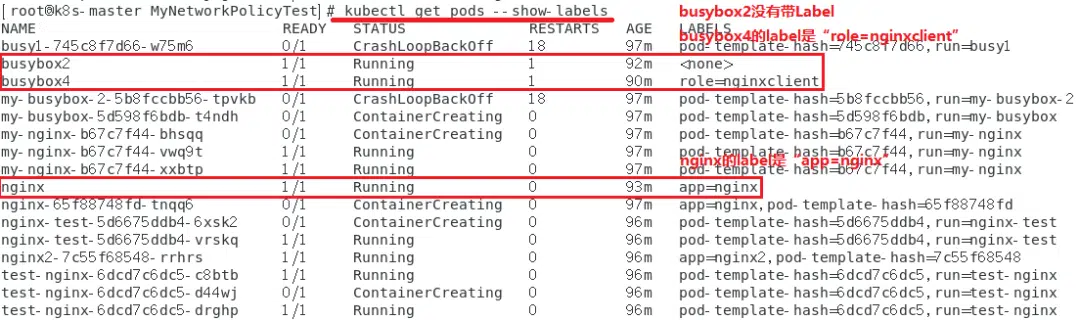 [root@k8s-master MyNetworkPolicyTest]# kubectl get pods --show-labels
busybox2没有带Label
busybox4的label是“role=nginxclient”
NAME READY STATUS RESTARTS AGE LABELS
busy1-745c8f7d66-w75m6 0/1 CrashLoopBackOff 18 97m pod-template-hash=745c8f7d66,run=busy1
busybox2 1/1 Running 1 92m <none>
busybox4 1/1 Running 1 90m role=nginxclient
my-busybox-2-5b8fccbb56-tpvkb 0/1 CrashLoopBackOff 18 97m pod-template-hash=5b8fccbb56,run=my-busybox-2
my-busybox-5d598f6bdb-t4ndh 0/1 ContainerCreating 0 97m pod-template-hash=5d598f6bdb,run=my-busybox
my-nginx-b67c7f44-bhsqq 0/1 ContainerCreating 0 97m pod-template-hash=b67c7f44,run=my-nginx
my-nginx-b67c7f44-vwq9t 1/1 Running 0 97m pod-template-hash=b67c7f44,run=my-nginx
nginx的label是“app=nginx”
my-nginx-b67c7f44-xxbtp 1/1 Running 0 97m pod-template-hash=b67c7f44,run=my-nginx
nginx 1/1 Running 0 93m app=nginx
nginx-65f88748fd-tnqq6 0/1 ContainerCreating 0 97m app=nginx,pod-template-hash=65f88748fd
nginx-test-5d6675ddb4-6xsk2 0/1 ContainerCreating 0 96m pod-template-hash=5d6675ddb4,run=nginx-test
nginx-test-5d6675ddb4-vrskq 1/1 Running 0 96m pod-template-hash=5d6675ddb4,run=nginx-test
nginx2-7c55f68548-rrhrs 1/1 Running 0 96m app=nginx2,pod-template-hash=7c55f68548
test-nginx-6dcd7c6dc5-c8btb 1/1 Running 0 96m pod-template-hash=6dcd7c6dc5,run=test-nginx
test-nginx-6dcd7c6dc5-d44wj 0/1 ContainerCreating 0 96m pod-template-hash=6dcd7c6dc5,run=test-nginx
test-nginx-6dcd7c6dc5-drghp 1/1 Running 0 96m pod-template-hash=6dcd7c6dc5,run=test-nginx